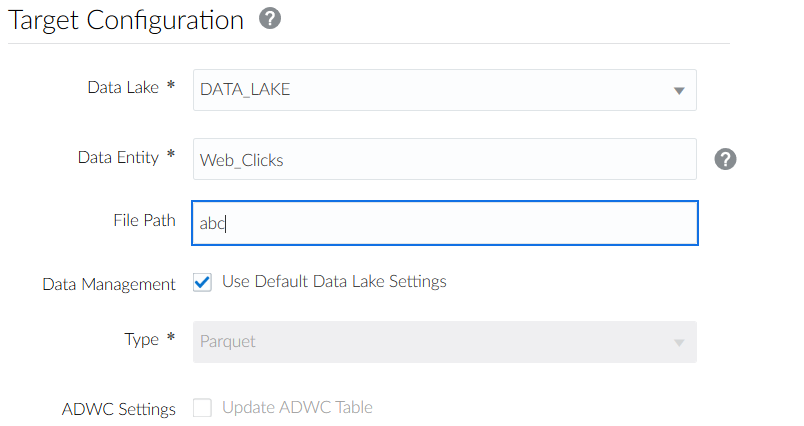 Target Configuration ?
Data Lake * DATA_LAKE
Data Entity * Web_Clicks ?
File Path abc
Data Management Use Default Data Lake Settings
Type * Parquet
ADWC Settings Update ADWC Table